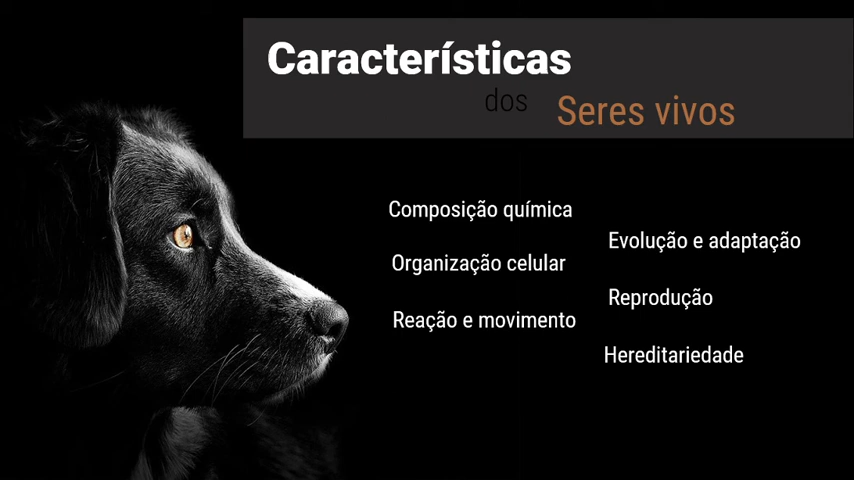 Características
dos Seres vivos
Composição química
Organização celular
Reação e movimento
Evolução e adaptação
Reprodução
Hereditariedade